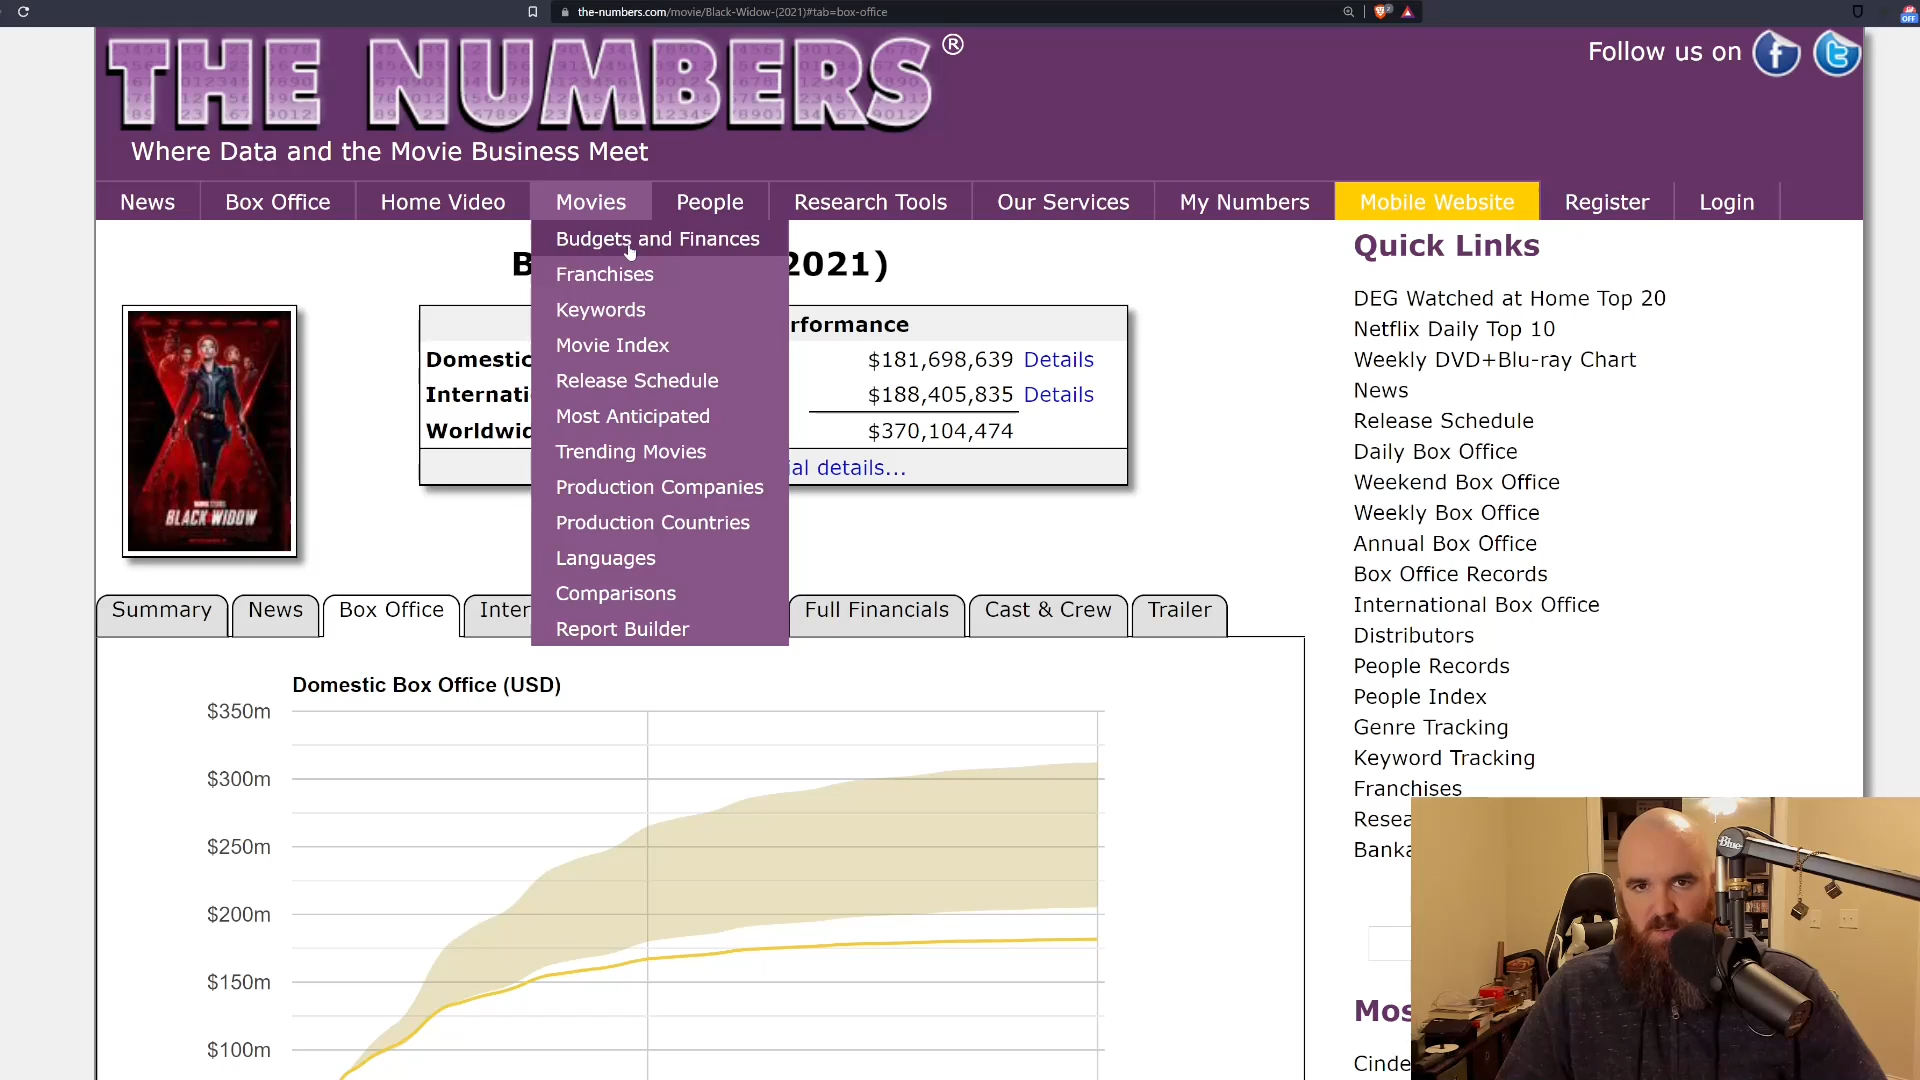 the-numbers.com/movie/Black-Widow-(2021)#tab=box-office
2
OFF
THE NUMBERS®
Where Data and the Movie Business Meet
Follow us on
News
Box Office
Home Video
Movies
People
Research Tools
Our Services
My Numbers
Mobile Website
Register
Login
Budgets and Finances
Franchises
Keywords
Movie Index
Release Schedule
Most Anticipated
Trending Movies
Production Companies
Production Countries
Languages
Comparisons
Report Builder
B
2021)
rformance
Domestic
$181,698,639 Details
Internati
$188,405,835 Details
Worldwid
$370,104,474
ial details...
BLACK WIDOW
Summary
News
Box Office
Inter
Full Financials
Cast & Crew
Trailer
Domestic Box Office (USD)
$350m
$300m
$250m
$200m
$150m
$100m
Quick Links
DEG Watched at Home Top 20
Netflix Daily Top 10
Weekly DVD+Blu-ray Chart
News
Release Schedule
Daily Box Office
Weekend Box Office
Weekly Box Office
Annual Box Office
Box Office Records
International Box Office
Distributors
People Records
People Index
Genre Tracking
Keyword Tracking
Franchises
Resea
Banka
Mos
Cinde
Blue